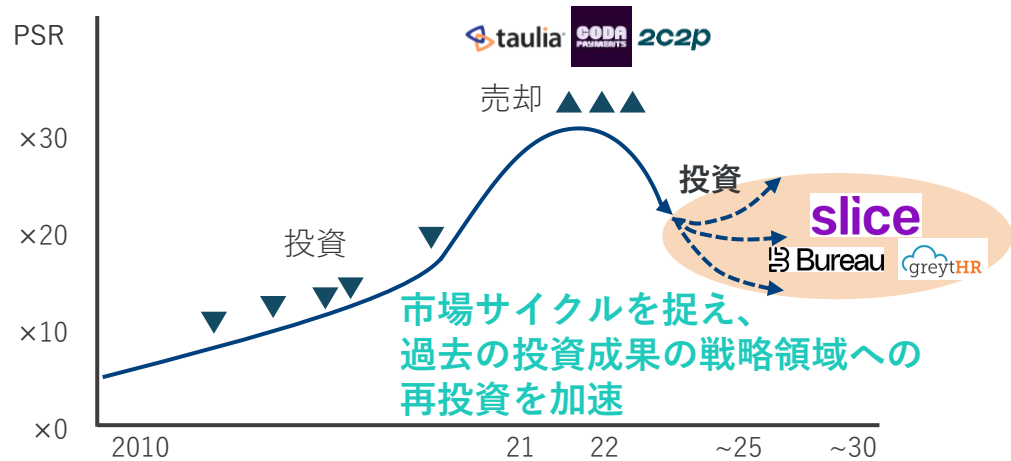 PSR
taulia
CODA
PAYMENTS
2c2p
売却
×30
投資
slice
×20
投資
Bureau
greytHR
市場サイクルを捉え、
過去の投資成果の戦略領域への
再投資を加速
×10
×0
2010
21
22
~25
~30